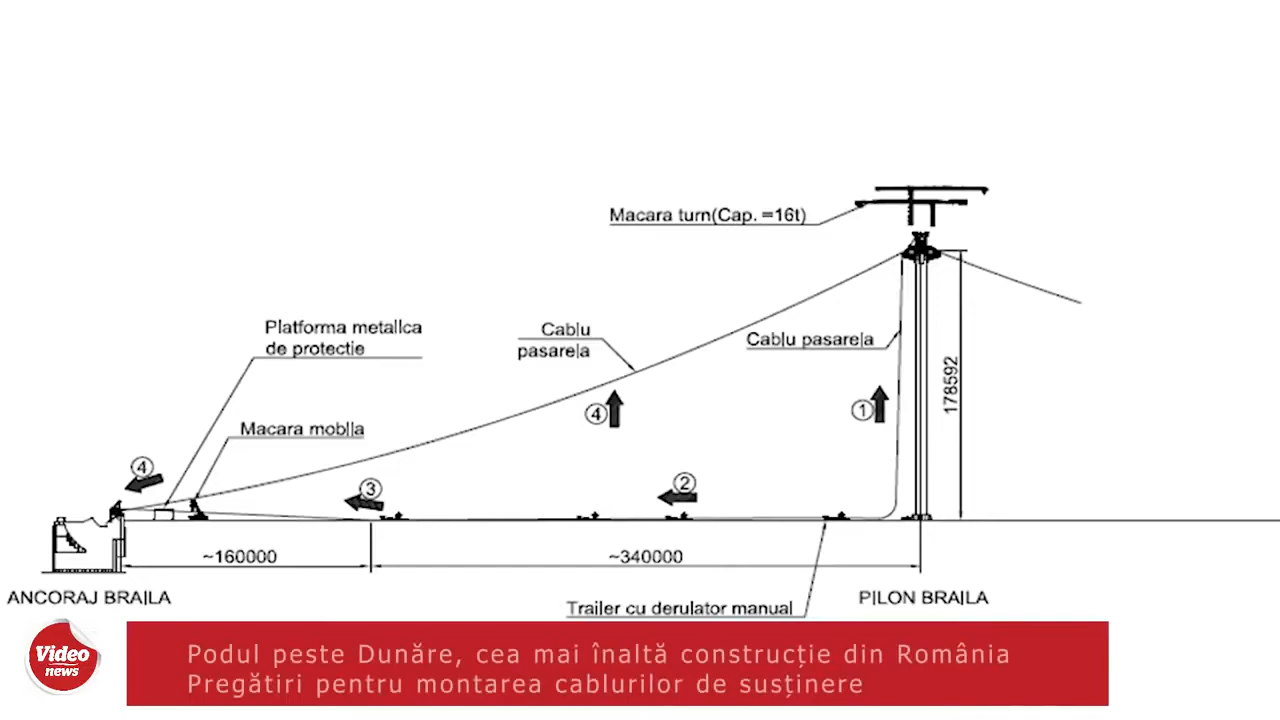 Macara turn(Cap. =16t)
Platforma metalica
de protectie
Cablu
pasarela
Cablu pasarela
178592
4
1
Macara mobila
4
3
2
~160000
~340000
ANCORAJ BRAILA
PILON BRAILA
Trailer cu derulator manual
Video
news
Podul peste Dunăre, cea mai înaltă construcție din România
Pregătiri pentru montarea cablurilor de susținere